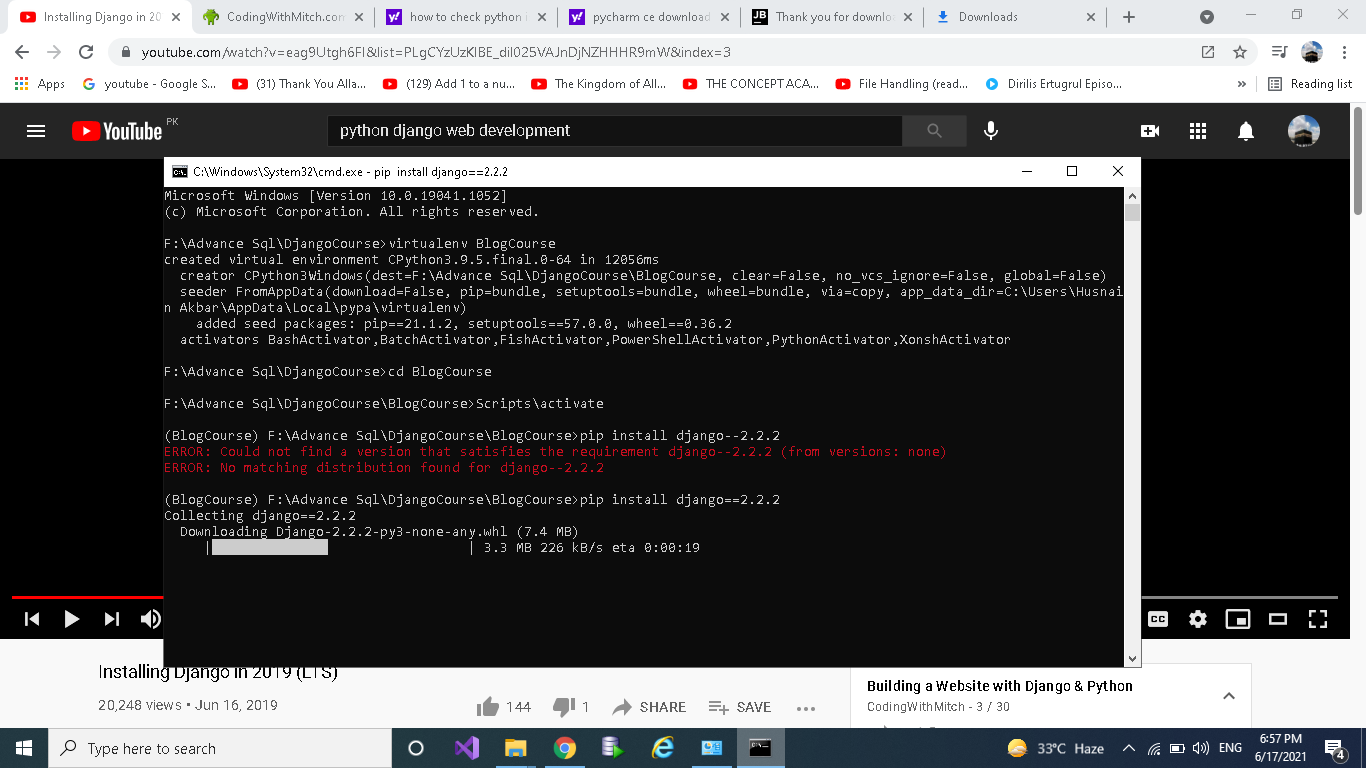 Installing Django in 20
CodingWithMitch.com
how to check python i
pycharm ce download
Thank you for downlo
Downloads
youtube.com/watch?v=eag9Utgh6FI&list=PLgCYzUzKIBE_dil025VAJnDjNZHHHR9mW&index=3
Apps
youtube - Google S...
(31) Thank You Alla...
(129) Add 1 to a nu...
The Kingdom of All...
THE CONCEPT ACA...
File Handling (read...
Dirilis Ertugrul Episo...
Reading list
YouTube PK
python django web development
C:\Windows\System32\cmd.exe - pip install django==2.2.2
Microsoft Windows [Version 10.0.19041.1052]
(c) Microsoft Corporation. All rights reserved.
F:\Advance Sql\DjangoCourse>virtualenv BlogCourse
created virtual environment CPython3.9.5.final.0-64 in 12056ms
creator CPython3Windows(dest=F:\Advance Sql\DjangoCourse\BlogCourse, clear=False, no_vcs_ignore=False, global=False)
seeder FromAppData(download=False, pip=bundle, setuptools=bundle, wheel=bundle, via=copy, app_data_dir=C:\Users\Husnai
n Akbar\AppData\Local\pypa\virtualenv)
added seed packages: pip==21.1.2, setuptools==57.0.0, wheel==0.36.2
activators BashActivator,BatchActivator,FishActivator,PowerShellActivator,PythonActivator,XonshActivator
F:\Advance Sql\DjangoCourse>cd BlogCourse
F:\Advance Sql\DjangoCourse\BlogCourse>Scripts\activate
(BlogCourse) F:\Advance Sql\DjangoCourse\BlogCourse>pip install django--2.2.2
ERROR: Could not find a version that satisfies the requirement django--2.2.2 (from versions: none)
ERROR: No matching distribution found for django--2.2.2
(BlogCourse) F:\Advance Sql\DjangoCourse\BlogCourse>pip install django==2.2.2
Collecting django==2.2.2
Downloading Django-2.2.2-py3-none-any.whl (7.4 MB)
| | 3.3 MB 226 kB/s eta 0:00:19
CC
Installing Django in 2019 (LTS)
20,248 views • Jun 16, 2019
144
1
SHARE
SAVE
Building a Website with Django & Python
CodingWithMitch - 3 / 30
Type here to search
33°C Haze
ENG
6:57 PM
6/17/2021
4